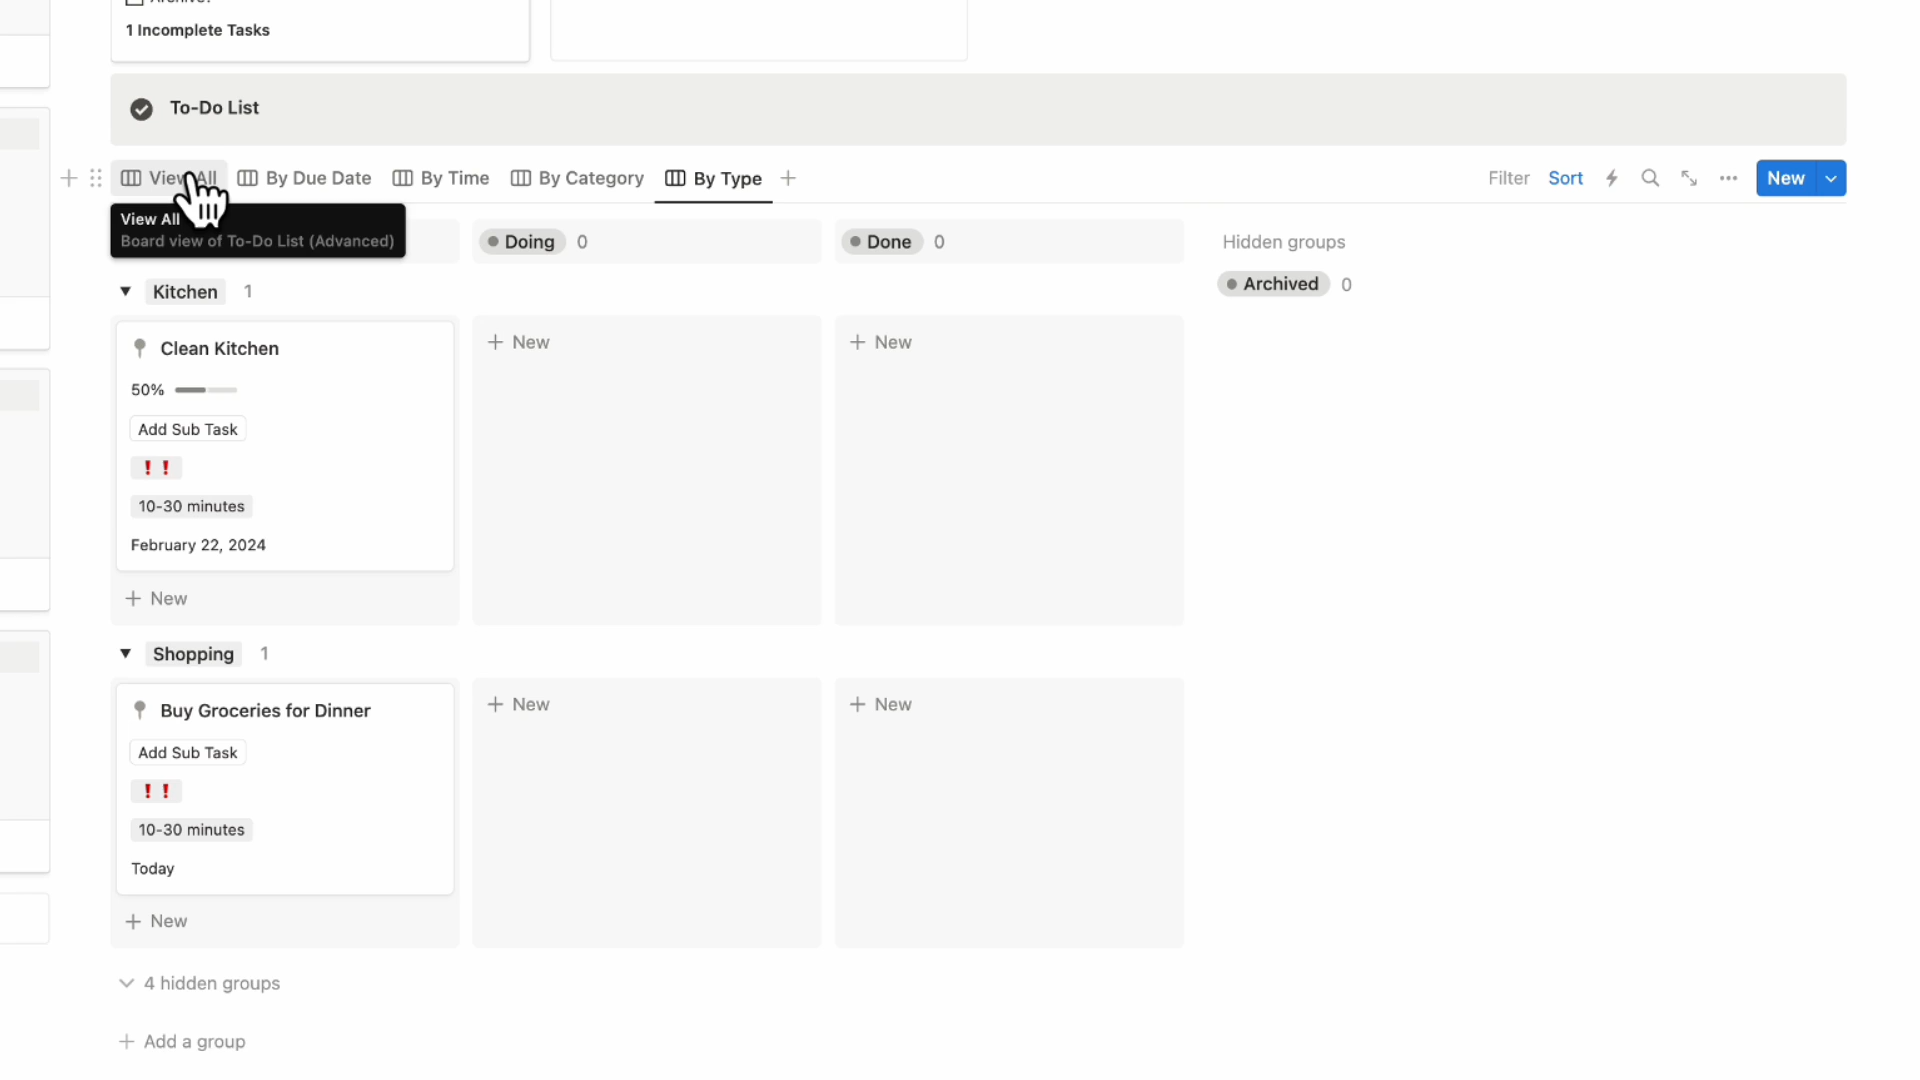 1 Incomplete Tasks
To-Do List
View All
By Due Date
By Time
By Category
By Type
Filter
Sort
New
View All
Board view of To-Do List (Advanced)
Doing 0
Done 0
Hidden groups
Archived 0
Kitchen 1
Clean Kitchen
50%
Add Sub Task
❗❗
10-30 minutes
February 22, 2024
+ New
+ New
+ New
Shopping 1
Buy Groceries for Dinner
Add Sub Task
❗❗
10-30 minutes
Today
+ New
+ New
+ New
4 hidden groups
+ Add a group